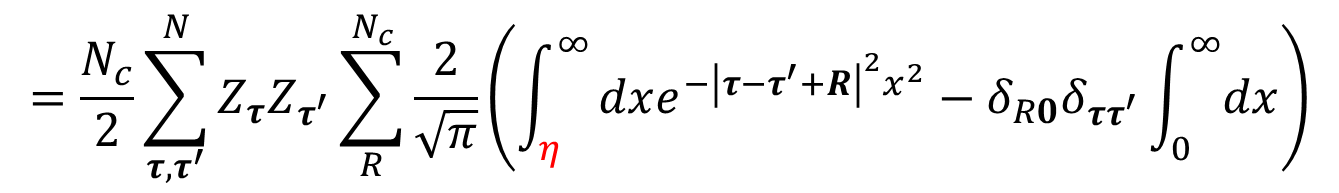 $= \frac{N_c}{2} \sum_{\boldsymbol{\tau},\boldsymbol{\tau'}}^{N} Z_{\boldsymbol{\tau}} Z_{\boldsymbol{\tau'}} \sum_{R}^{N_c} \frac{2}{\sqrt{\pi}} \left( \int_{\eta}^{\infty} dx e^{-|\boldsymbol{\tau}-\boldsymbol{\tau'}+\boldsymbol{R}|^2 x^2} - \delta_{R\mathbf{0}} \delta_{\boldsymbol{\tau}\boldsymbol{\tau'}} \int_{0}^{\infty} dx \right)$